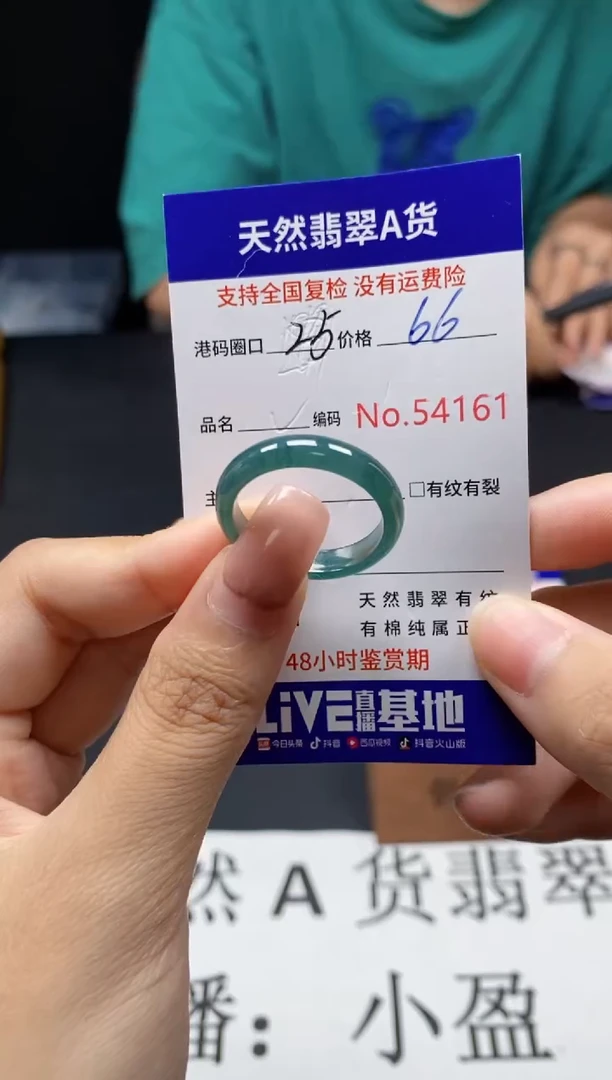 天然翡翠A货
支持全国复检 没有运费险
港码圈口 25 价格 66
品名 编码 No.54161
主 □有纹有裂
天然翡翠有纹
有棉纯属正
48小时鉴赏期
LiVE直播基地
今日头条 抖音 西瓜视频 抖音火山版
然A货翡翠
播：小盈